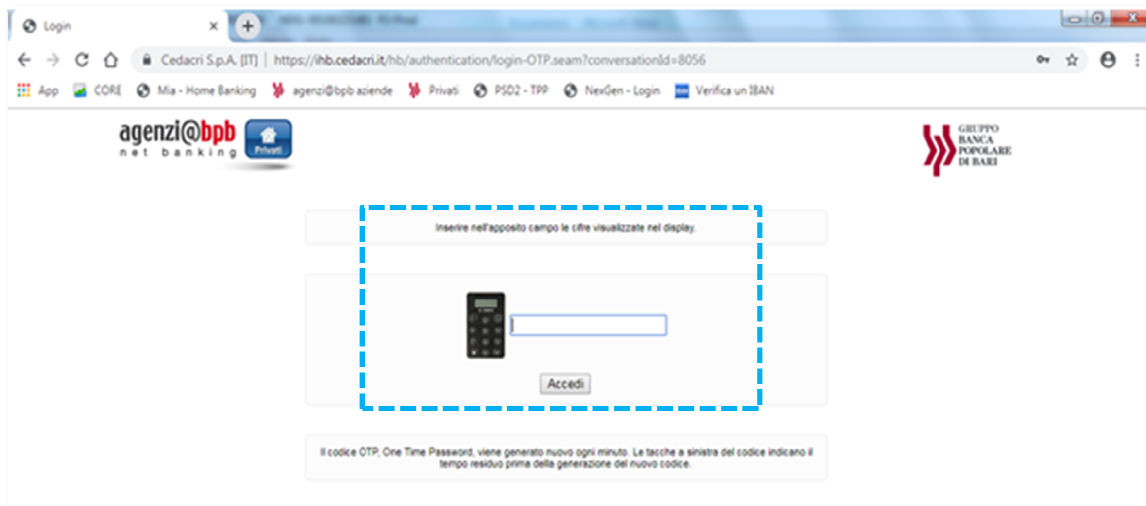 Login
Cedacri S.p.A. [IT] | https://ihb.cedacri.it/hb/authentication/login-OTP.seam?conversationId=8056
App CORE Mia - Home Banking agenzi@bpb aziende Privati PSD2 - TPP NexGen - Login Verifica un IBAN
agenzi@bpb
net banking
Privati
GRUPPO
BANCA
POPOLARE
DI BARI
Inserire nell'apposito campo le cifre visualizzate nel display.
Accedi
Il codice OTP, One Time Password, viene generato nuovo ogni minuto. Le tacche a sinistra del codice indicano il
tempo residuo prima della generazione del nuovo codice.